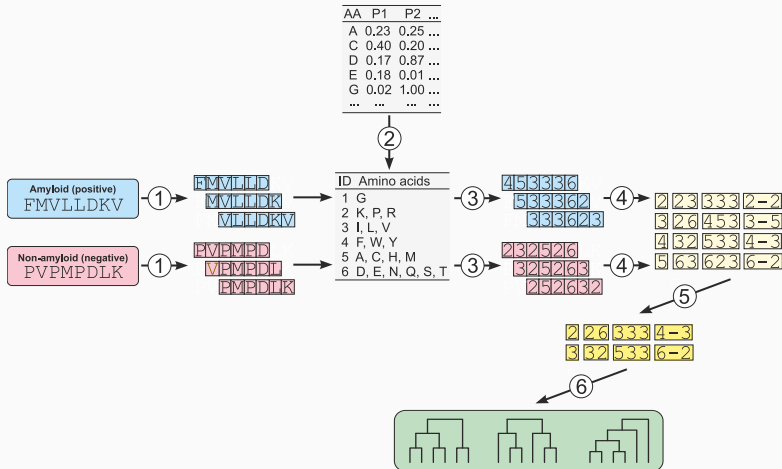 AA P1 P2 ...
A 0.23 0.25 ...
C 0.40 0.20 ...
D 0.17 0.87 ...
E 0.18 0.01 ...
G 0.02 1.00 ...
... ... ... ...
2
Amyloid (positive)
FMVLLDKV
1
FMVLLD
MVLLDK
VLLDKV
Non-amyloid (negative)
PVPMPDLK
1
PVPMPD
VPMPDL
PMPDLK
ID Amino acids
1 G
2 K, P, R
3 I, L, V
4 F, W, Y
5 A, C, H, M
6 D, E, N, Q, S, T
3
453336
533362
333623
3
232526
325263
252632
4
4
2 23 333 2-2
3 26 453 3-5
4 32 533 4-3
5 63 623 6-2
5
2 26 333 4-3
3 32 533 6-2
6